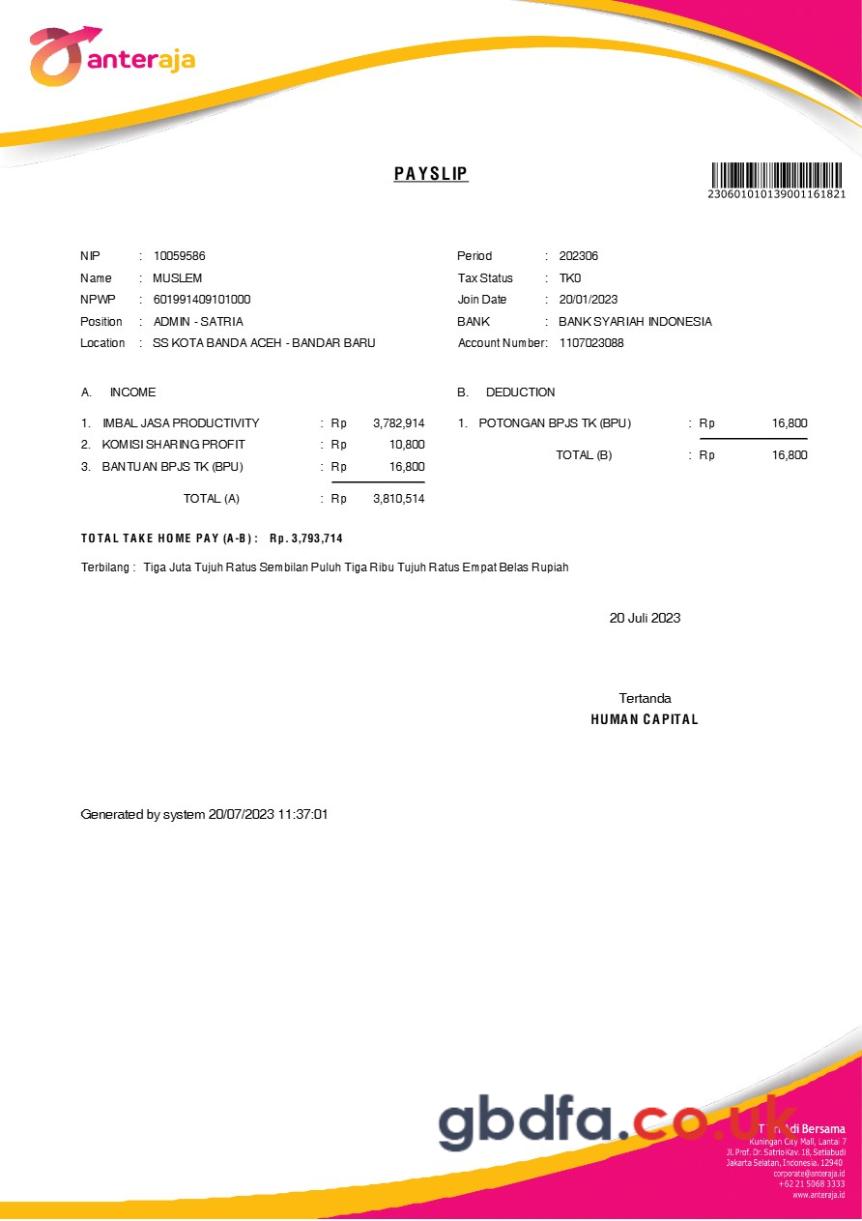 anteraja
PAYSLIP
230601010139001161821
NIP : 10059586
Name : MUSLEM
NPWP : 601991409101000
Position : ADMIN - SATRIA
Location : SS KOTA BANDA ACEH - BANDAR BARU
Period : 202306
Tax Status : TK0
Join Date : 20/01/2023
BANK : BANK SYARIAH INDONESIA
Account Number: 1107023088
A. INCOME
1. IMBAL JASA PRODUCTIVITY : Rp 3,782,914
2. KOMISI SHARING PROFIT : Rp 10,800
3. BANTUAN BPJS TK (BPU) : Rp 16,800
TOTAL (A) : Rp 3,810,514
B. DEDUCTION
1. POTONGAN BPJS TK (BPU) : Rp 16,800
TOTAL (B) : Rp 16,800
TOTAL TAKE HOME PAY (A-B) : Rp. 3,793,714
Terbilang : Tiga Juta Tujuh Ratus Sembilan Puluh Tiga Ribu Tujuh Ratus Empat Belas Rupiah
20 Juli 2023
Tertanda
HUMAN CAPITAL
Generated by system 20/07/2023 11:37:01
gbdfa.co.uk
Adi Bersama
Kuningan City Mall, Lantai 7
Jl. Prof. Dr. Satrio Kav. 18, Setiabudi
Jakarta Selatan, Indonesia. 12940
corporate@anteraja.id
+62 21 5068 3333
www.anteraja.id